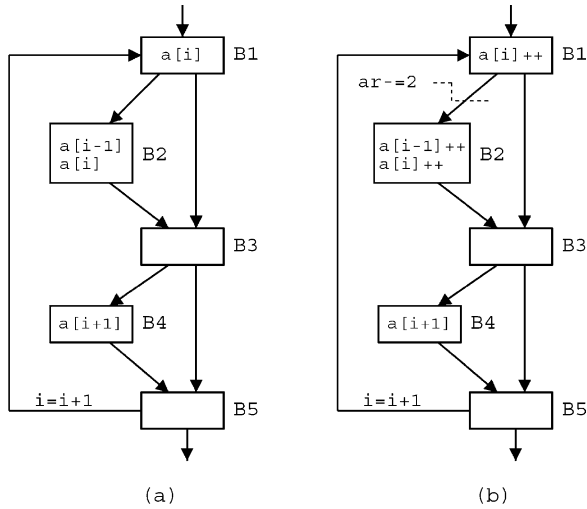 a[i] B1
a[i-1]
a[i]
B2
B3
a[i+1] B4
i=i+1
B5
(a)
a[i]++ B1
ar-=2
a[i-1]++
a[i]++
B2
B3
a[i+1] B4
i=i+1
B5
(b)